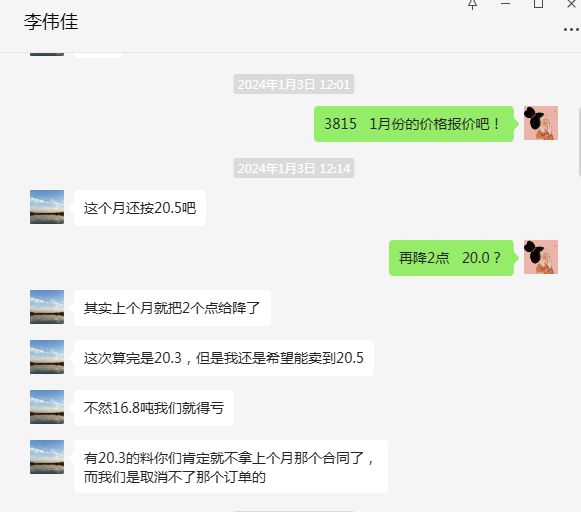 李伟佳
2024年1月3日 12:01
3815 1月份的价格报价吧！
2024年1月3日 12:14
这个月还按20.5吧
再降2点 20.0？
其实上个月就把2个点给降了
这次算完是20.3，但是我还是希望能卖到20.5
不然16.8吨我们就得亏
有20.3的料你们肯定就不拿上个月那个合同了，
而我们是取消不了那个订单的